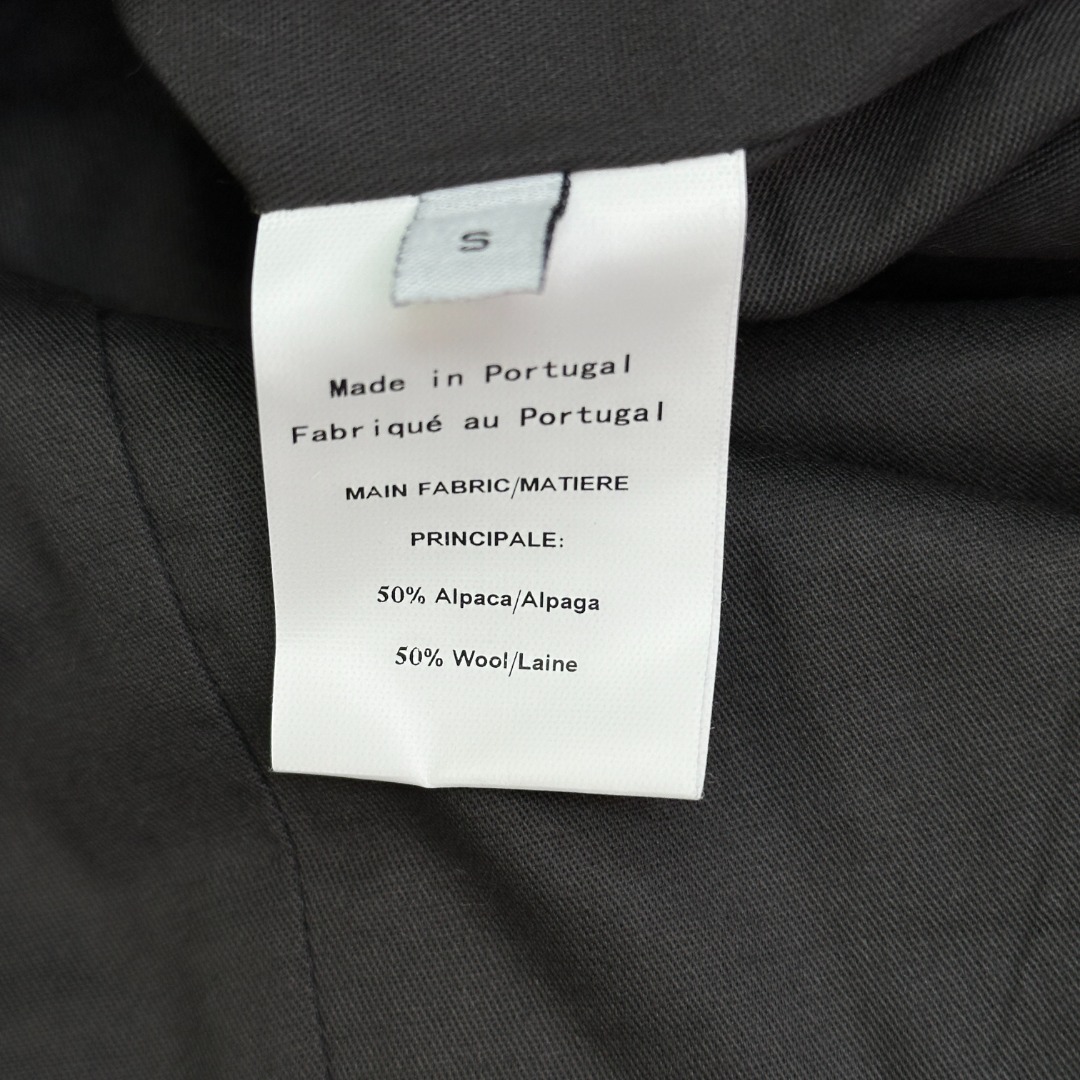 S
Made in Portugal
Fabriqué au Portugal
MAIN FABRIC/MATIERE
PRINCIPALE:
50% Alpaca/Alpaga
50% Wool/Laine